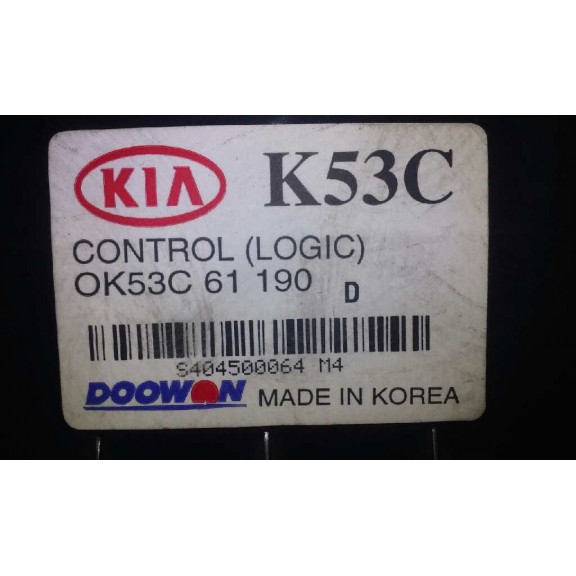 KIA K53C
CONTROL (LOGIC)
OK53C 61 190 D
S404500064 M4
DOOWON MADE IN KOREA